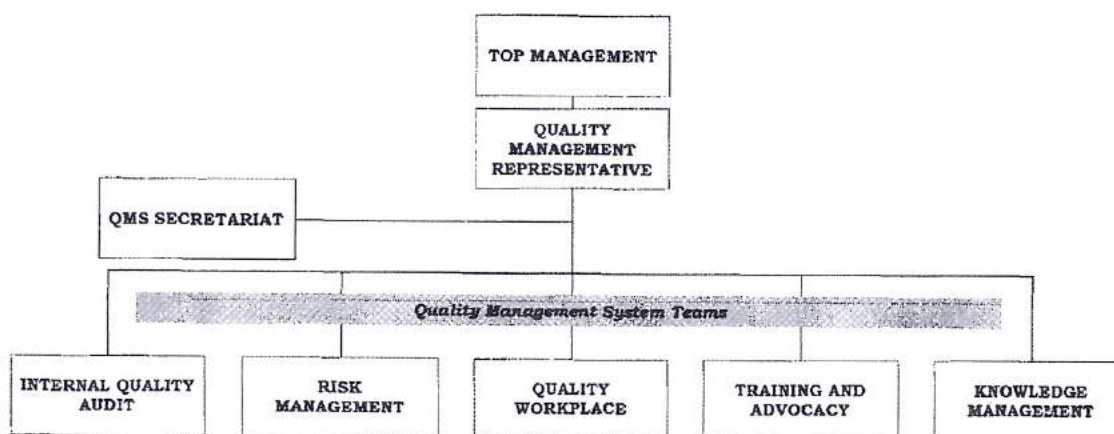 TOP MANAGEMENT
QUALITY
MANAGEMENT
REPRESENTATIVE
QMS SECRETARIAT
Quality Management System Teams
INTERNAL QUALITY
AUDIT
RISK
MANAGEMENT
QUALITY
WORKPLACE
TRAINING AND
ADVOCACY
KNOWLEDGE
MANAGEMENT